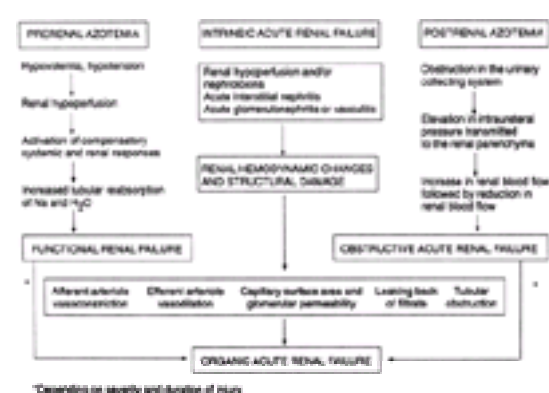 PRERENAL AZOTEMIA
Hypovolemia, hypotension
Renal hypoperfusion
Activation of compensatory
systemic and renal responses
Increased tubular reabsorption
of Na and H₂O
FUNCTIONAL RENAL FAILURE
INTRINSIC ACUTE RENAL FAILURE
Renal hypoperfusion and/or
nephrotoxins
Acute interstitial nephritis
Acute glomerulonephritis or vasculitis
RENAL HEMODYNAMIC CHANGES
AND STRUCTURAL DAMAGE
POSTRENAL AZOTEMIA
Obstruction in the urinary
collecting system
Elevation in intraureteral
pressure transmitted
to the renal parenchyma
Increase in renal blood flow
followed by reduction in
renal blood flow
OBSTRUCTIVE ACUTE RENAL FAILURE
*
*
Afferent arteriole
vasoconstriction
Efferent arteriole
vasodilation
Capillary surface area and
glomerular permeability
Leaking back
of filtrate
Tubular
obstruction
ORGANIC ACUTE RENAL FAILURE
*Depending on severity and duration of injury